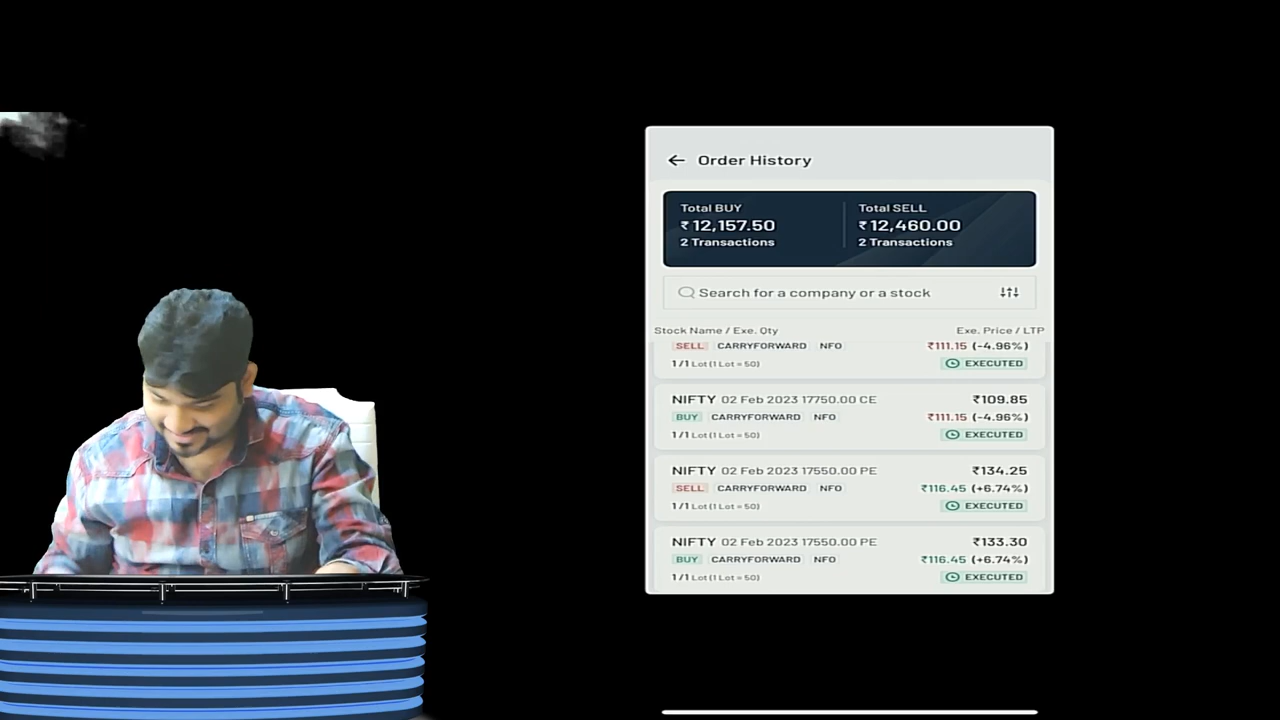 Order History
Total BUY
₹12,157.50
2 Transactions
Total SELL
₹12,460.00
2 Transactions
Search for a company or a stock
Stock Name / Exe. Qty Exe. Price / LTP
SELL CARRYFORWARD NFO ₹111.15 (-4.96%)
1/1 Lot (1 Lot = 50) EXECUTED
NIFTY 02 Feb 2023 17750.00 CE ₹109.85
BUY CARRYFORWARD NFO ₹111.15 (-4.96%)
1/1 Lot (1 Lot = 50) EXECUTED
NIFTY 02 Feb 2023 17550.00 PE ₹134.25
SELL CARRYFORWARD NFO ₹116.45 (+6.74%)
1/1 Lot (1 Lot = 50) EXECUTED
NIFTY 02 Feb 2023 17550.00 PE ₹133.30
BUY CARRYFORWARD NFO ₹116.45 (+6.74%)
1/1 Lot (1 Lot = 50) EXECUTED